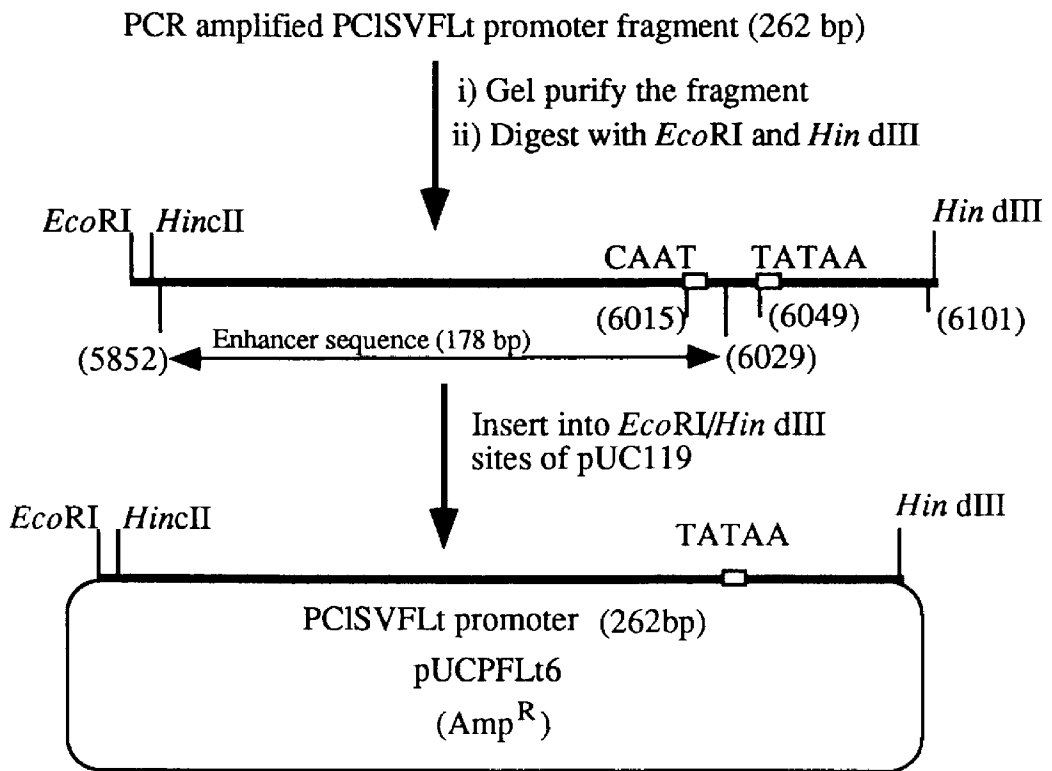 PCR amplified PClSVFLt promoter fragment (262 bp)
i) Gel purify the fragment
ii) Digest with EcoRI and Hin dIII
EcoRI HincII Hin dIII
CAAT TATAA
(6015) (6049) (6101)
Enhancer sequence (178 bp)
(5852) (6029)
Insert into EcoRI/Hin dIII
sites of pUC119
EcoRI HincII Hin dIII
TATAA
PClSVFLt promoter (262bp)
pUCPFLt6
(Amp^R)